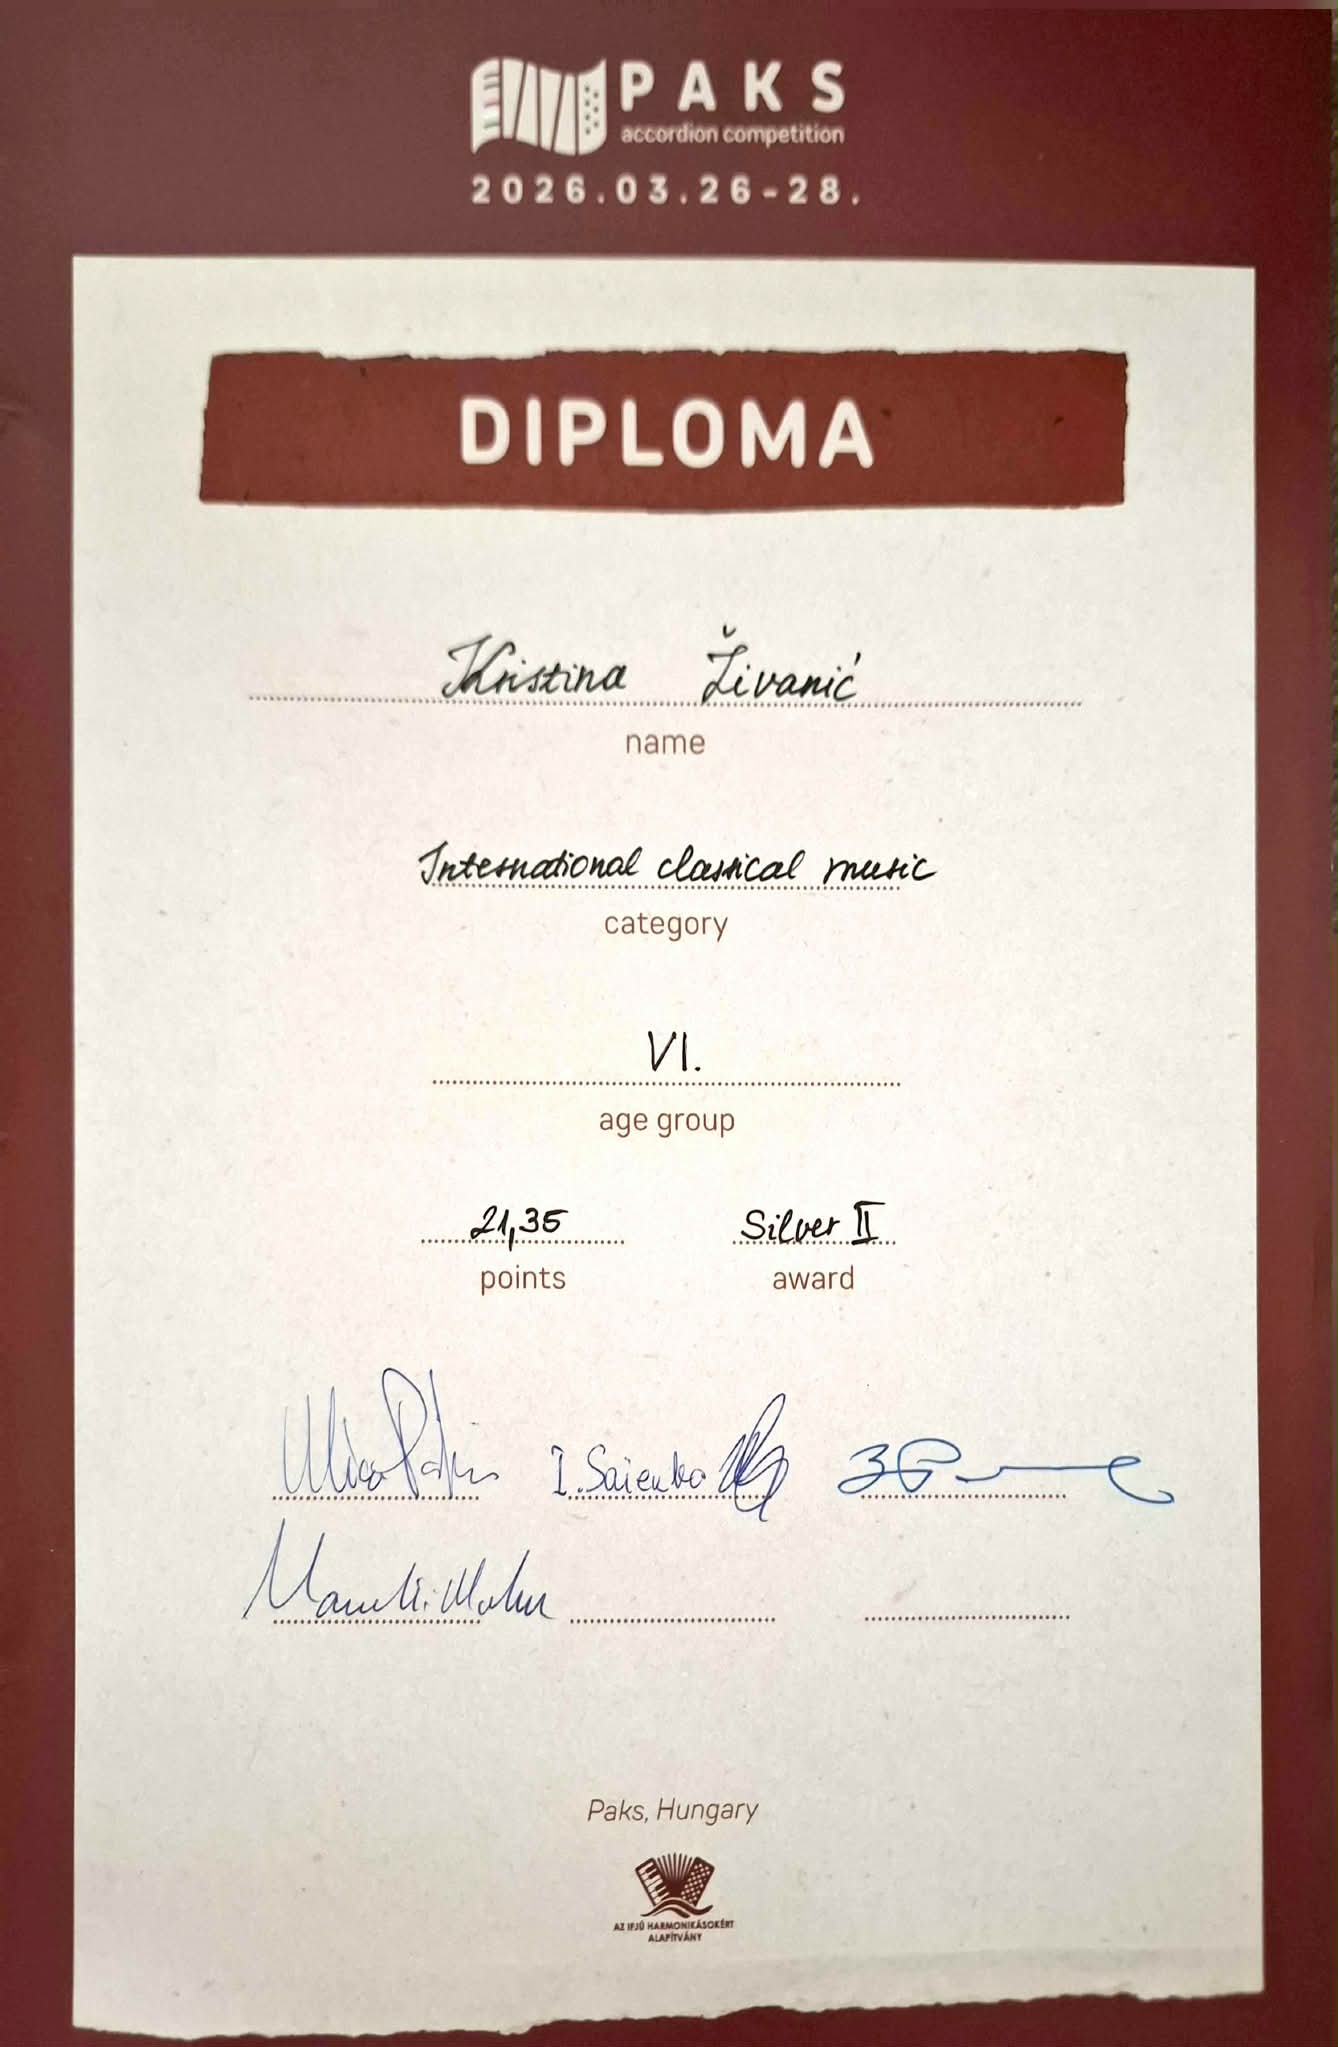 PAKS
accordion competition
2026.03.26-28.
DIPLOMA
Kristina Živanić
name
International classical music
category
VI.
age group
21,35 Silver II
points award
I. Saienko
Paks, Hungary
AZ IFJÚ HARMONIKÁSOKÉRT
ALAPÍTVÁNY